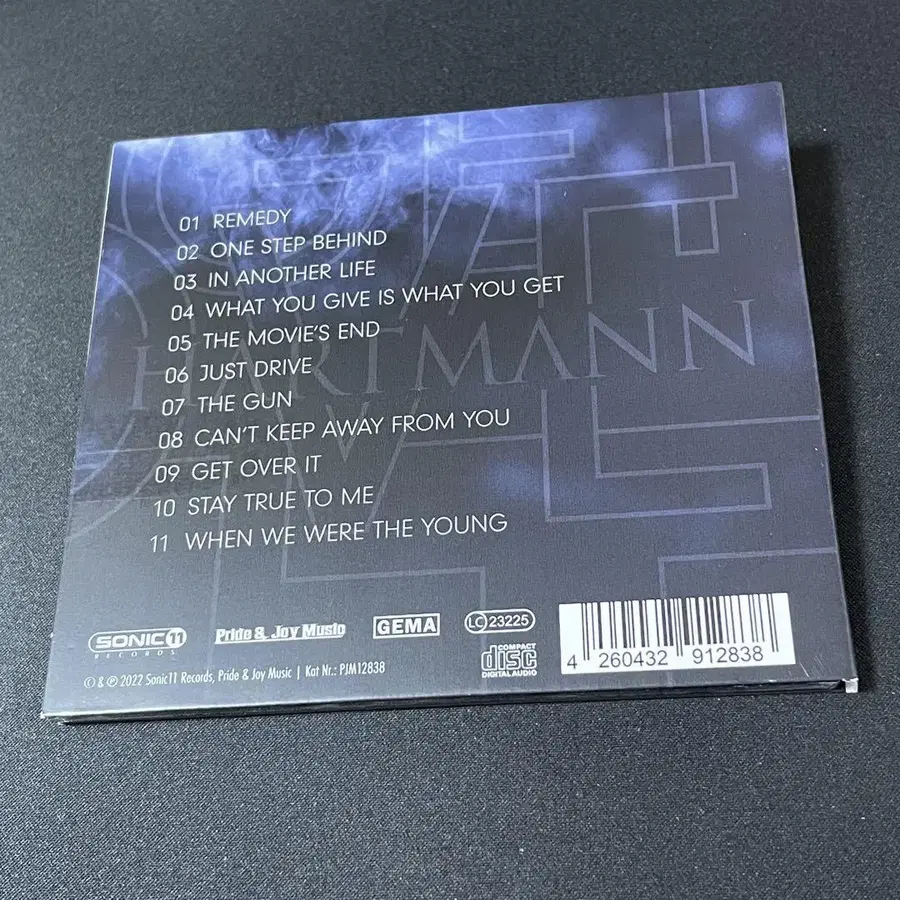 01 REMEDY
02 ONE STEP BEHIND
03 IN ANOTHER LIFE
04 WHAT YOU GIVE IS WHAT YOU GET
05 THE MOVIE'S END
06 JUST DRIVE
07 THE GUN
08 CAN'T KEEP AWAY FROM YOU
09 GET OVER IT
10 STAY TRUE TO ME
11 WHEN WE WERE THE YOUNG
HARTMANN
SONIC11
RECORDS
Pride & Joy Music
GEMA
LC 23225
COMPACT
disc
DIGITAL AUDIO
4 260432 912838
© & ℗ 2022 Sonic11 Records, Pride & Joy Music | Kat Nr.: PJM12838